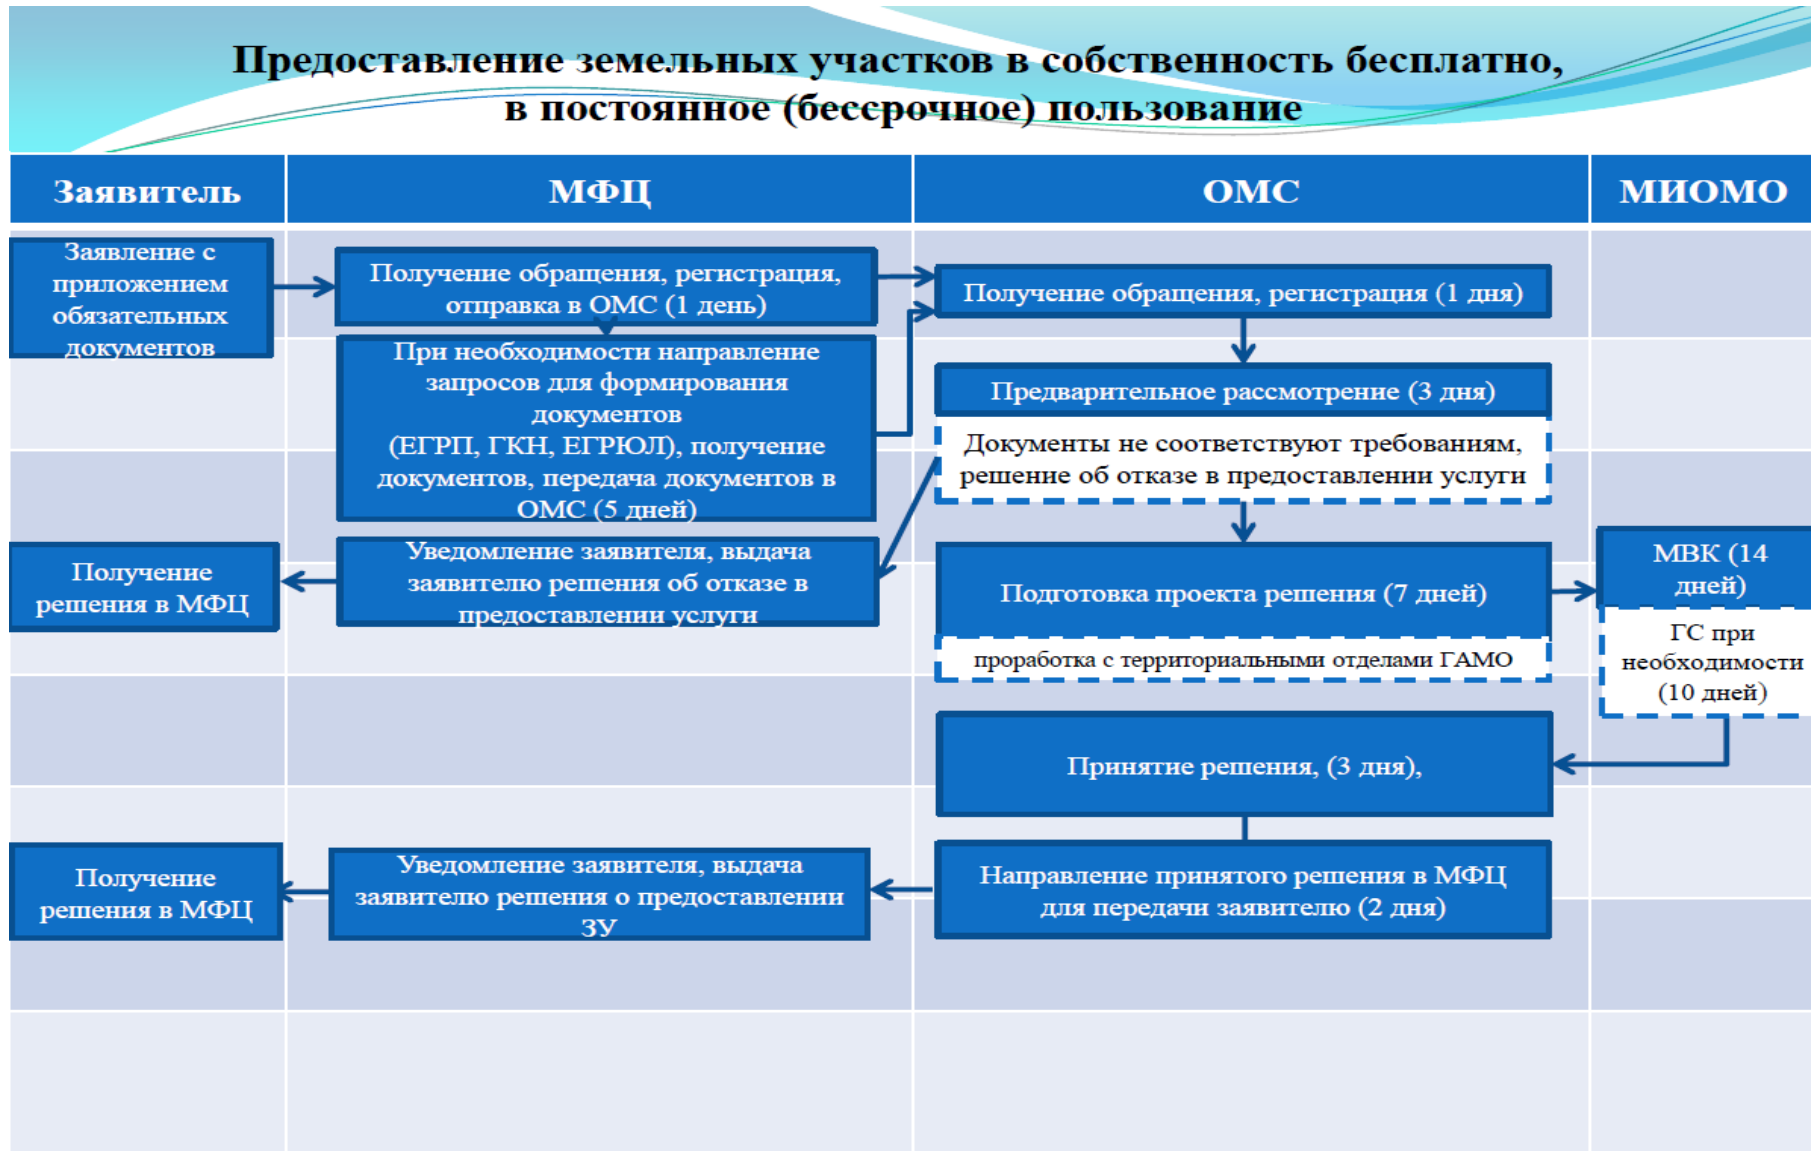 Предоставление земельных участков в собственность бесплатно,
в постоянное (бессрочное) пользование
Заявитель
МФЦ
ОМС
МИОМО
Заявление с
приложением
обязательных
документов
Получение обращения, регистрация,
отправка в ОМС (1 день)
Получение обращения, регистрация (1 дня)
При необходимости направление
запросов для формирования
документов
(ЕГРП, ГКН, ЕГРЮЛ), получение
документов, передача документов в
ОМС (5 дней)
Предварительное рассмотрение (3 дня)
Документы не соответствуют требованиям,
решение об отказе в предоставлении услуги
Получение
решения в МФЦ
Уведомление заявителя, выдача
заявителю решения об отказе в
предоставлении услуги
Подготовка проекта решения (7 дней)
проработка с территориальными отделами ГАМО
МВК (14
дней)
ГС при
необходимости
(10 дней)
Принятие решения, (3 дня),
Получение
решения в МФЦ
Уведомление заявителя, выдача
заявителю решения о предоставлении
ЗУ
Направление принятого решения в МФЦ
для передачи заявителю (2 дня)